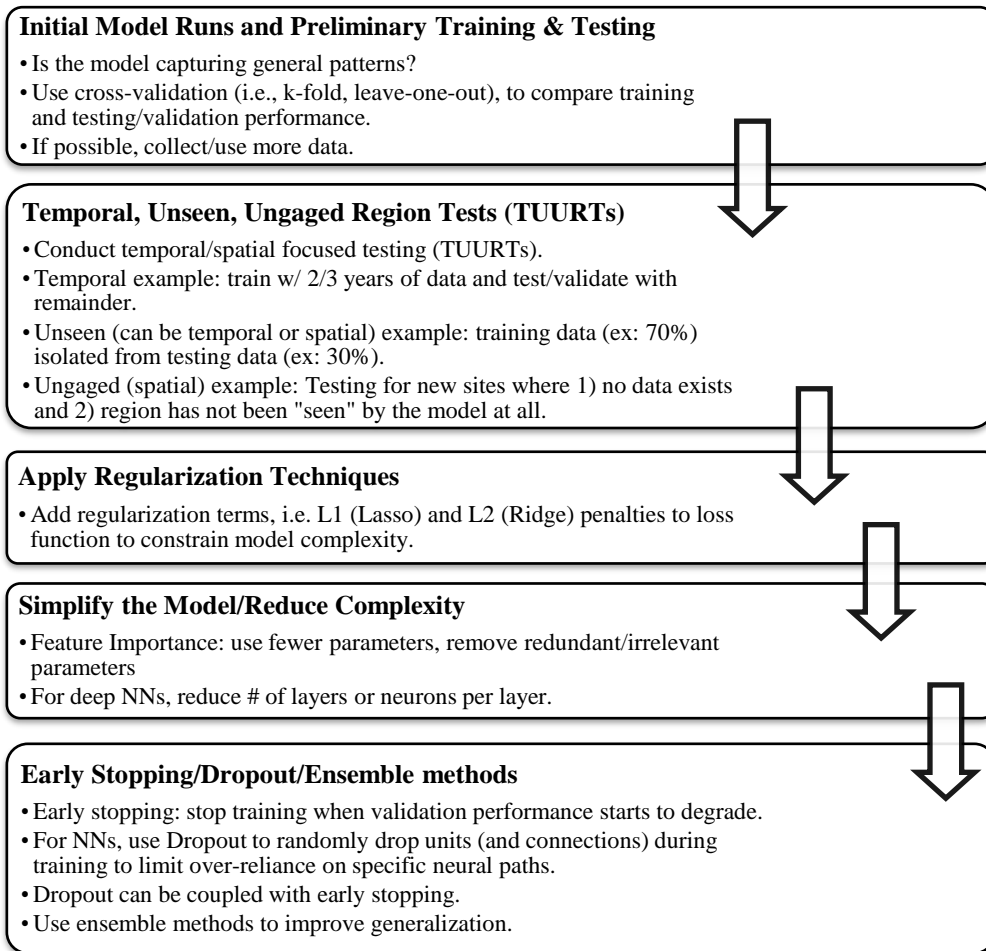 Initial Model Runs and Preliminary Training & Testing
• Is the model capturing general patterns?
• Use cross-validation (i.e., k-fold, leave-one-out), to compare training
and testing/validation performance.
• If possible, collect/use more data.
Temporal, Unseen, Ungaged Region Tests (TUURTs)
• Conduct temporal/spatial focused testing (TUURTs).
• Temporal example: train w/ 2/3 years of data and test/validate with
remainder.
• Unseen (can be temporal or spatial) example: training data (ex: 70%)
isolated from testing data (ex: 30%).
• Ungaged (spatial) example: Testing for new sites where 1) no data exists
and 2) region has not been "seen" by the model at all.
Apply Regularization Techniques
• Add regularization terms, i.e. L1 (Lasso) and L2 (Ridge) penalties to loss
function to constrain model complexity.
Simplify the Model/Reduce Complexity
• Feature Importance: use fewer parameters, remove redundant/irrelevant
parameters
• For deep NNs, reduce # of layers or neurons per layer.
Early Stopping/Dropout/Ensemble methods
• Early stopping: stop training when validation performance starts to degrade.
• For NNs, use Dropout to randomly drop units (and connections) during
training to limit over-reliance on specific neural paths.
• Dropout can be coupled with early stopping.
• Use ensemble methods to improve generalization.